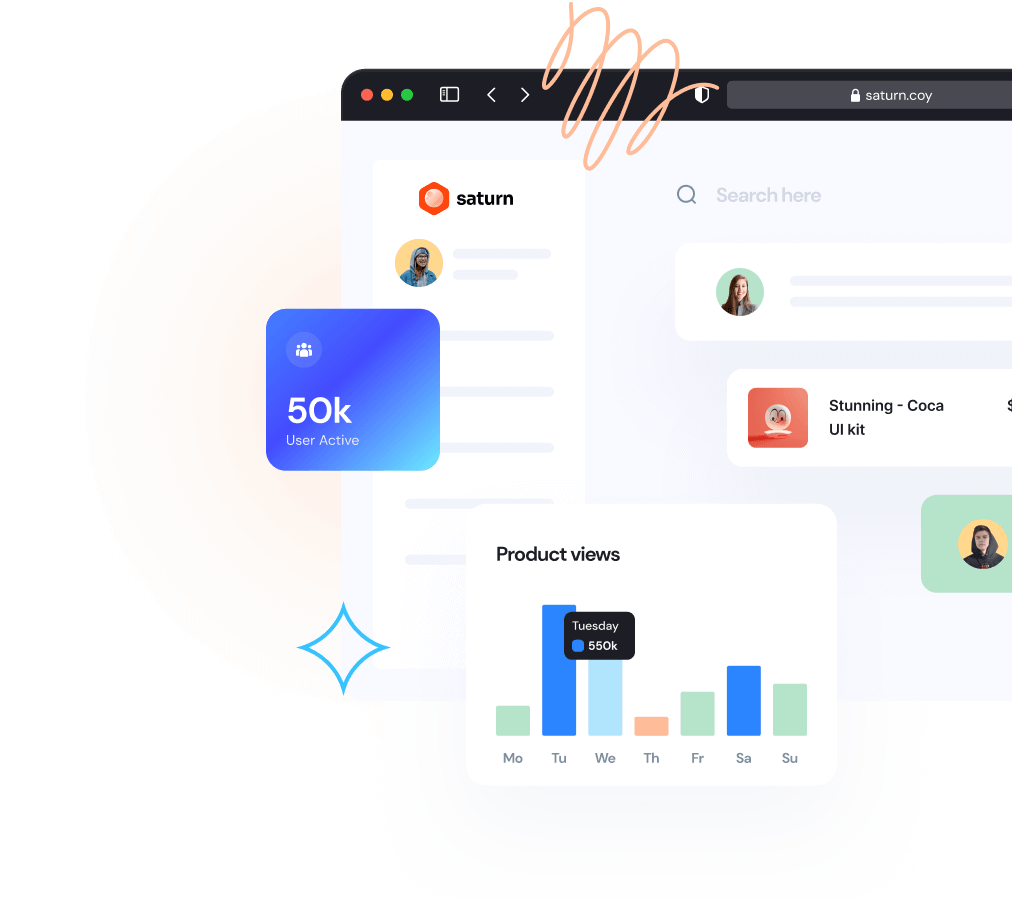 saturn.coy
saturn
Search here
50k
User Active
Stunning - Coca
$
UI kit
Product views
Tuesday
550k
Mo Tu We Th Fr Sa Su